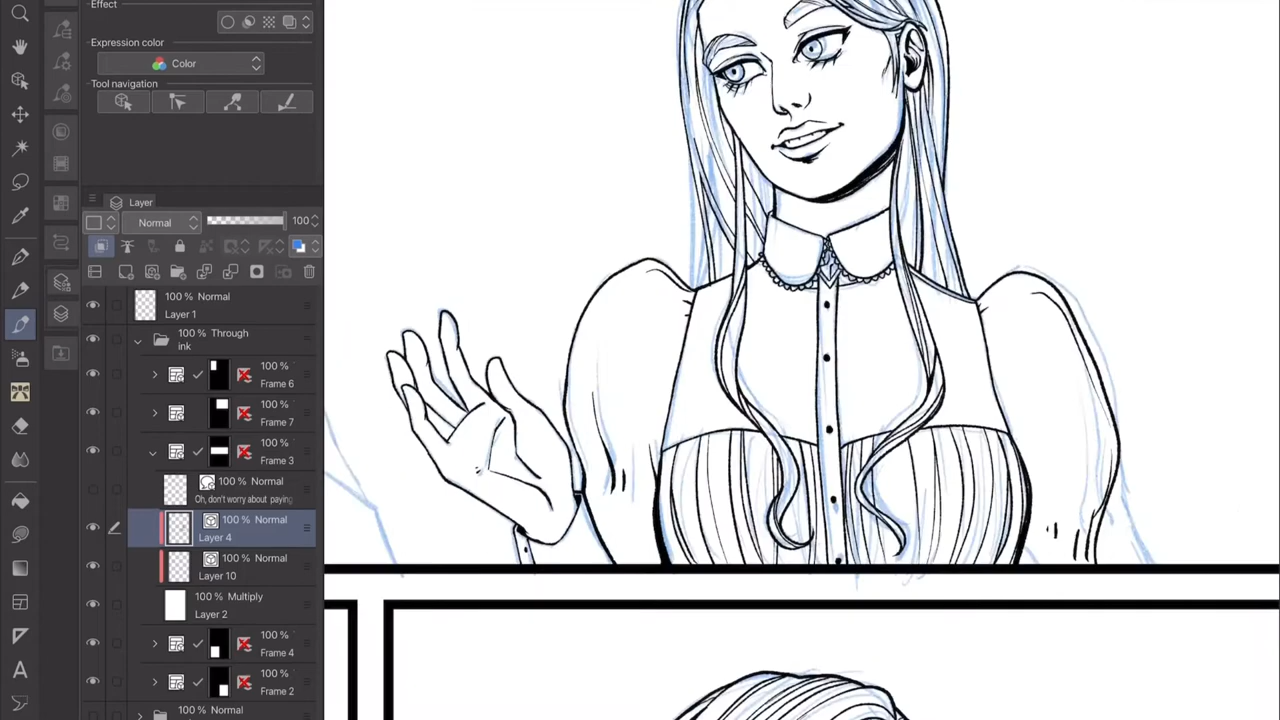 Effect
Expression color
Color
Tool navigation
Layer
Normal
100
100 % Normal
Layer 1
100 % Through
ink
100 %
Frame 6
100 %
Frame 7
100 %
Frame 3
100 % Normal
Oh, don't worry about paying
100 % Normal
Layer 4
100 % Normal
Layer 10
100 % Multiply
Layer 2
100 %
Frame 4
100 %
Frame 2
100 % Normal